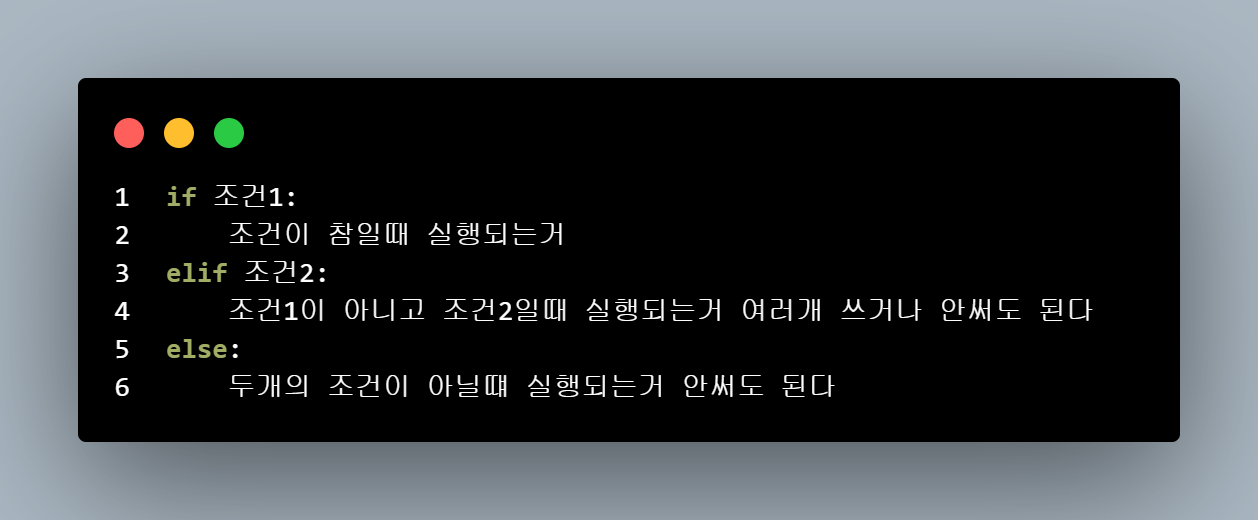 1 if 조건1:
2 조건이 참일때 실행되는거
3 elif 조건2:
4 조건1이 아니고 조건2일때 실행되는거 여러개 쓰거나 안써도 된다
5 else:
6 두개의 조건이 아닐떄 실행되는거 안써도 된다